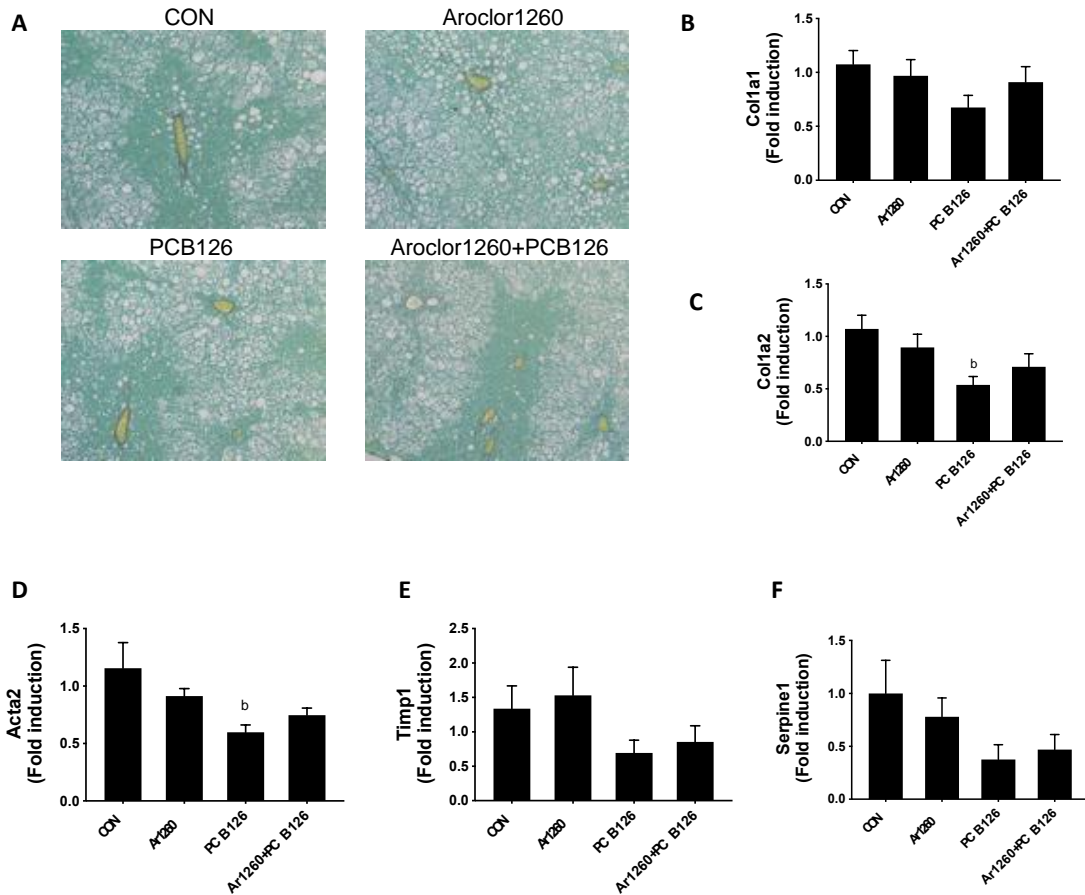 A
CON
Aroclor1260
PCB126
Aroclor1260+PCB126
B
Col1a1
(Fold induction)
1.5
1.0
0.5
0.0
CON
Ar1260
PC B126
Ar1260+PC B126
C
Col1a2
(Fold induction)
1.5
1.0
0.5
0.0
b
CON
Ar1260
PC B126
Ar1260+PC B126
D
Acta2
(Fold induction)
1.5
1.0
0.5
0.0
b
CON
Ar1260
PC B126
Ar1260+PC B126
E
Timp1
(Fold induction)
2.5
2.0
1.5
1.0
0.5
0.0
CON
Ar1260
PC B126
Ar1260+PC B126
F
Serpine1
(Fold induction)
1.5
1.0
0.5
0.0
CON
Ar1260
PC B126
Ar1260+PC B126